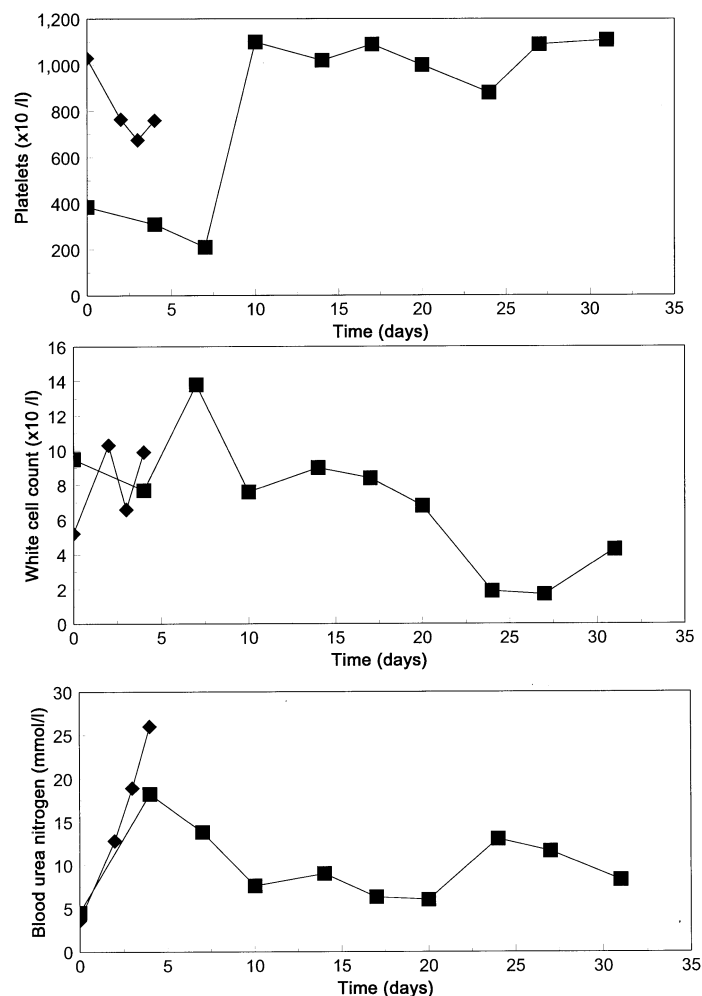 1,200
1,000
800
600
400
200
0
Platelets (x10 /l)
0 5 10 15 20 25 30 35
Time (days)
16
14
12
10
8
6
4
2
0
White cell count (x10 /l)
0 5 10 15 20 25 30 35
Time (days)
30
25
20
15
10
5
0
Blood urea nitrogen (mmol/l)
0 5 10 15 20 25 30 35
Time (days)